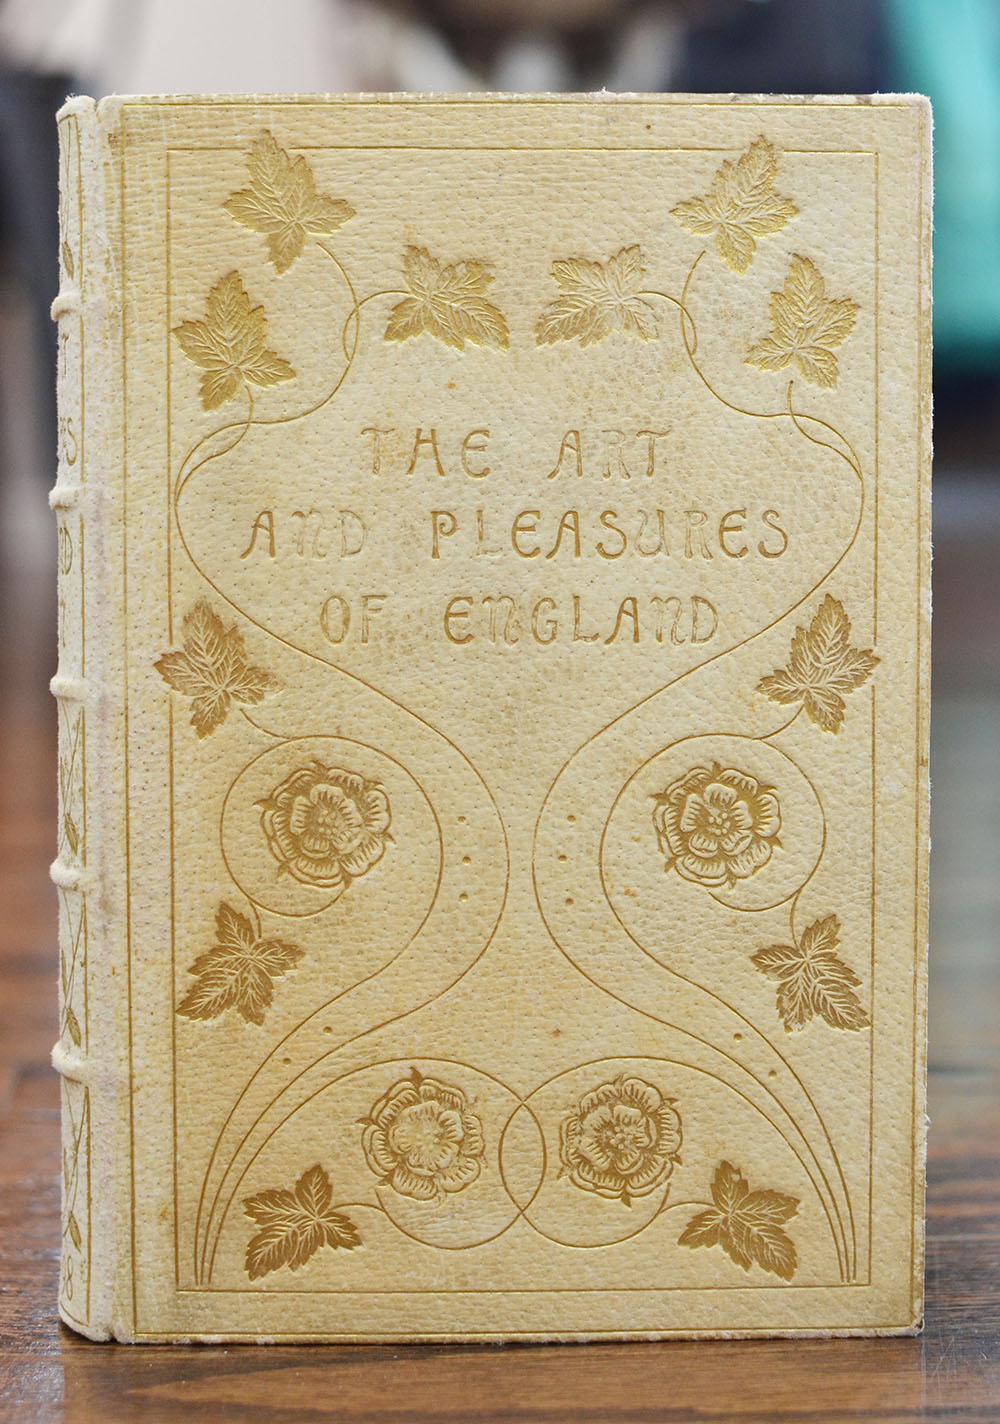 THE ART
AND PLEASURES
OF ENGLAND